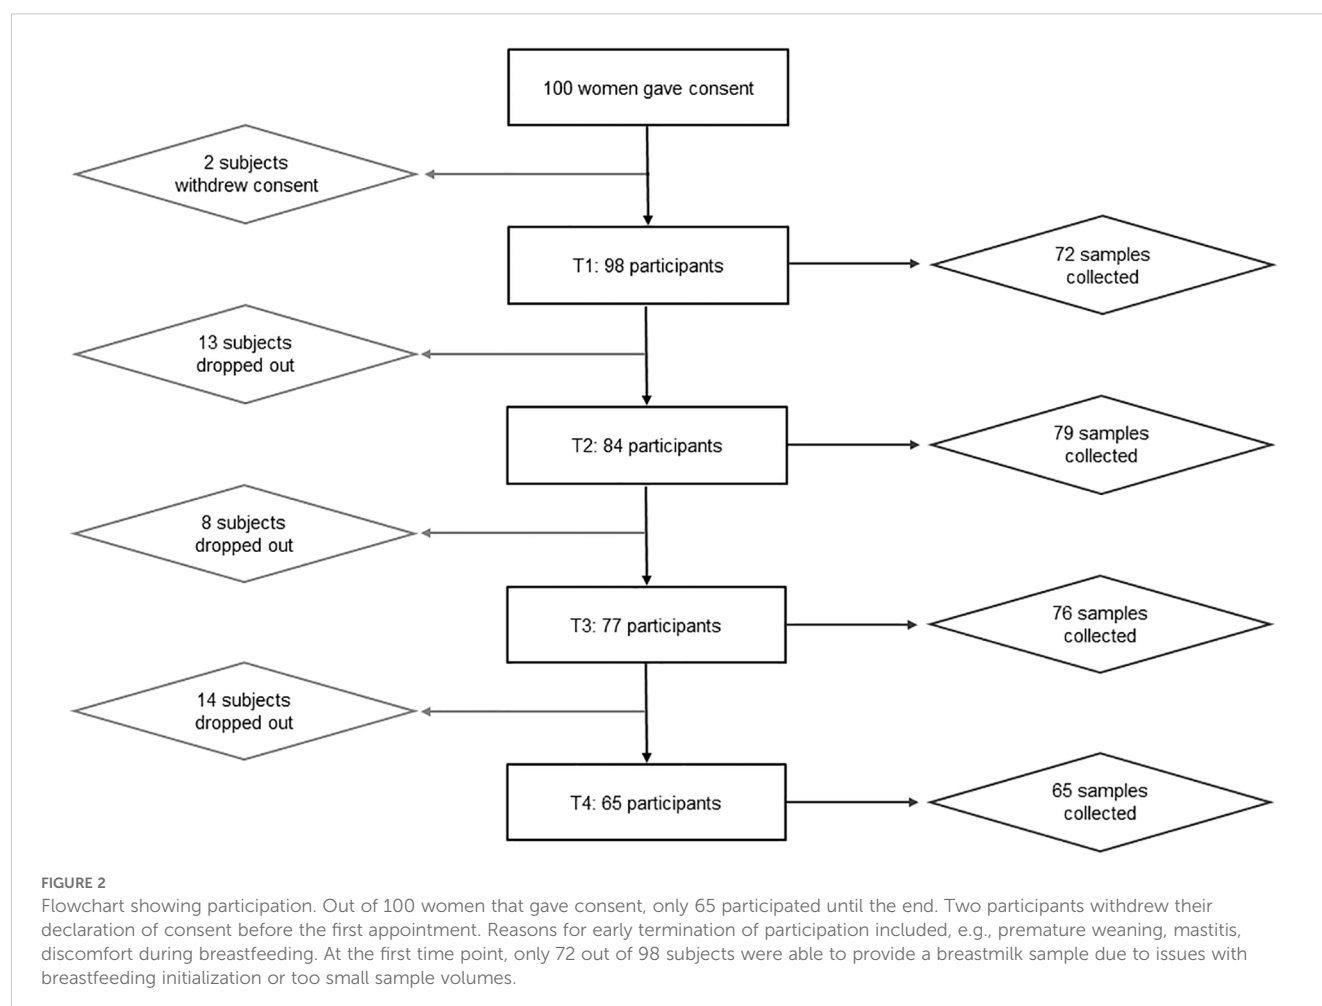 100 women gave consent
2 subjects
withdrew consent
T1: 98 participants
72 samples
collected
13 subjects
dropped out
T2: 84 participants
79 samples
collected
8 subjects
dropped out
T3: 77 participants
76 samples
collected
14 subjects
dropped out
T4: 65 participants
65 samples
collected
FIGURE 2
Flowchart showing participation. Out of 100 women that gave consent, only 65 participated until the end. Two participants withdrew their
declaration of consent before the first appointment. Reasons for early termination of participation included, e.g., premature weaning, mastitis,
discomfort during breastfeeding. At the first time point, only 72 out of 98 subjects were able to provide a breastmilk sample due to issues with
breastfeeding initialization or too small sample volumes.